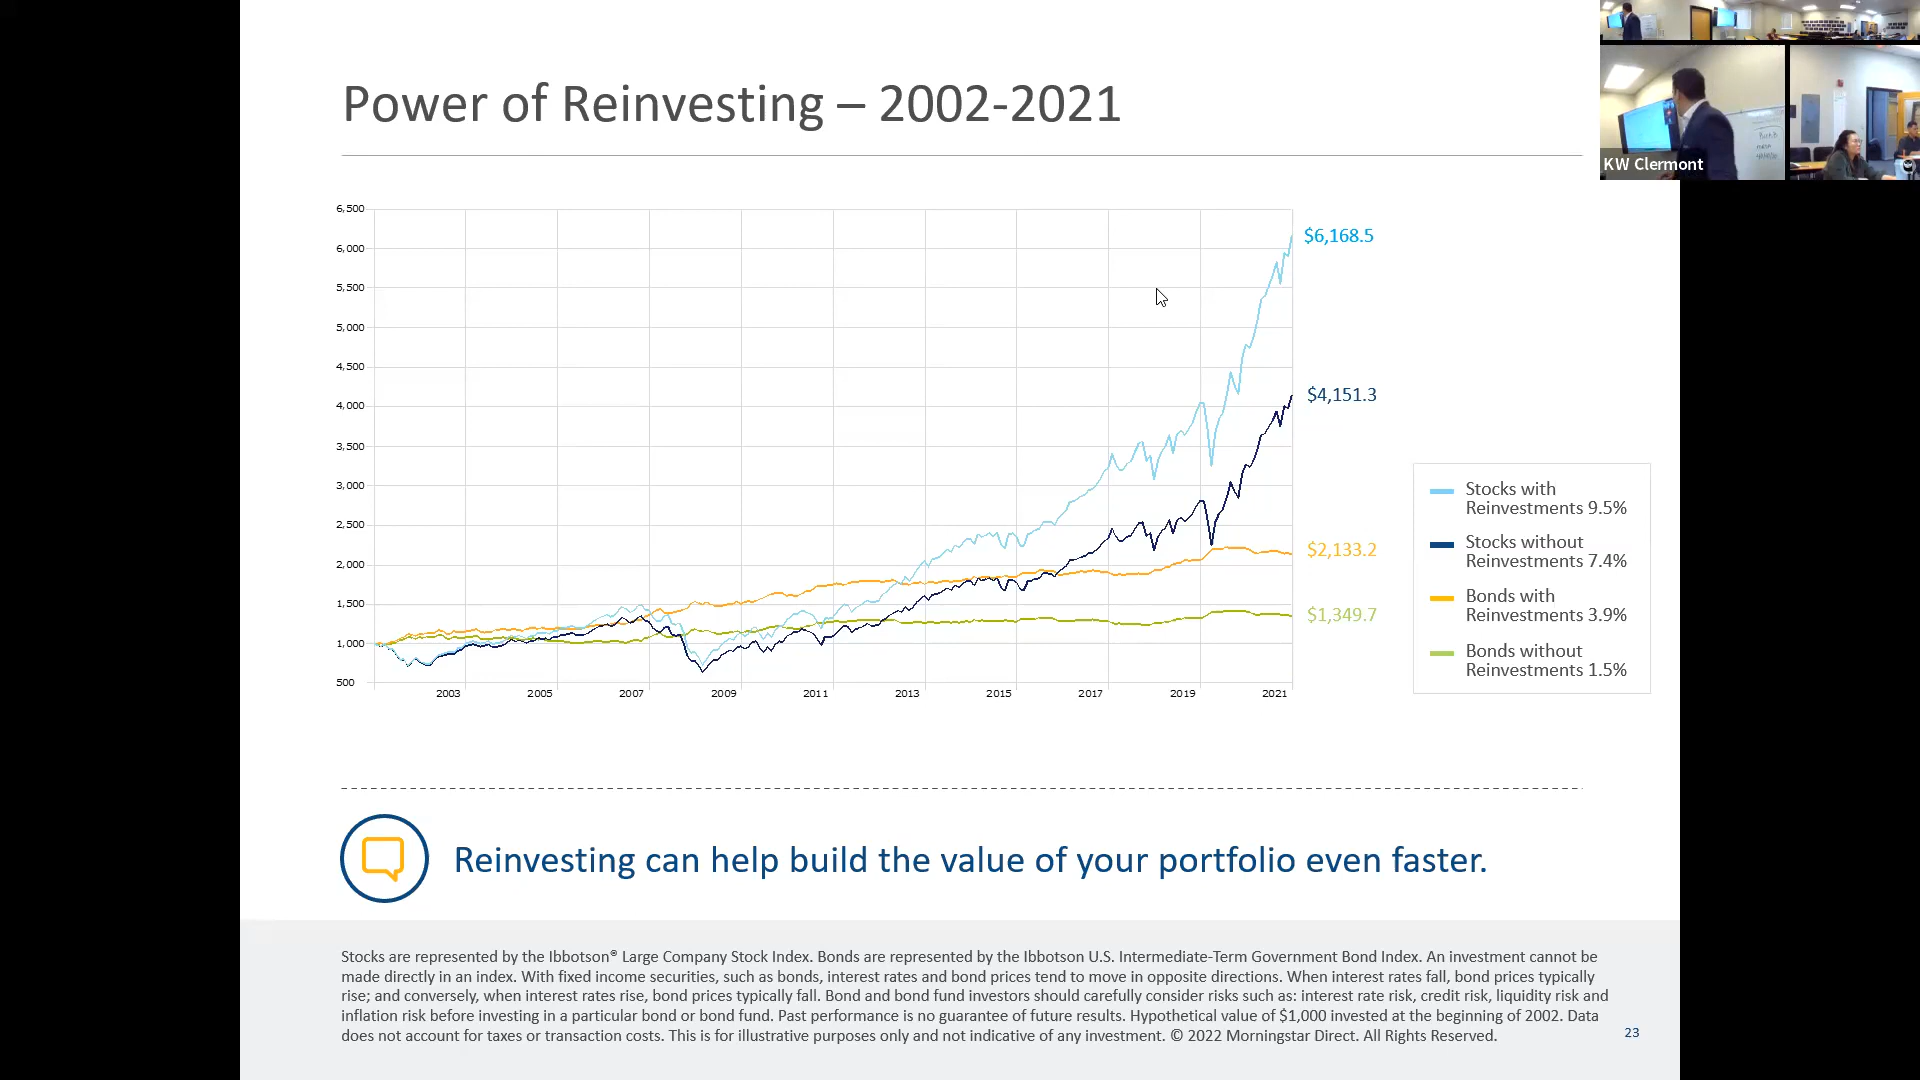 Power of Reinvesting – 2002-2021
KW Clermont
6,500
6,000
5,500
5,000
4,500
4,000
3,500
3,000
2,500
2,000
1,500
1,000
500
2003 2005 2007 2009 2011 2013 2015 2017 2019 2021
$6,168.5
$4,151.3
$2,133.2
$1,349.7
Stocks with
Reinvestments 9.5%
Stocks without
Reinvestments 7.4%
Bonds with
Reinvestments 3.9%
Bonds without
Reinvestments 1.5%
Reinvesting can help build the value of your portfolio even faster.
Stocks are represented by the Ibbotson® Large Company Stock Index. Bonds are represented by the Ibbotson U.S. Intermediate-Term Government Bond Index. An investment cannot be
made directly in an index. With fixed income securities, such as bonds, interest rates and bond prices tend to move in opposite directions. When interest rates fall, bond prices typically
rise; and conversely, when interest rates rise, bond prices typically fall. Bond and bond fund investors should carefully consider risks such as: interest rate risk, credit risk, liquidity risk and
inflation risk before investing in a particular bond or bond fund. Past performance is no guarantee of future results. Hypothetical value of $1,000 invested at the beginning of 2002. Data
does not account for taxes or transaction costs. This is for illustrative purposes only and not indicative of any investment. © 2022 Morningstar Direct. All Rights Reserved.
23